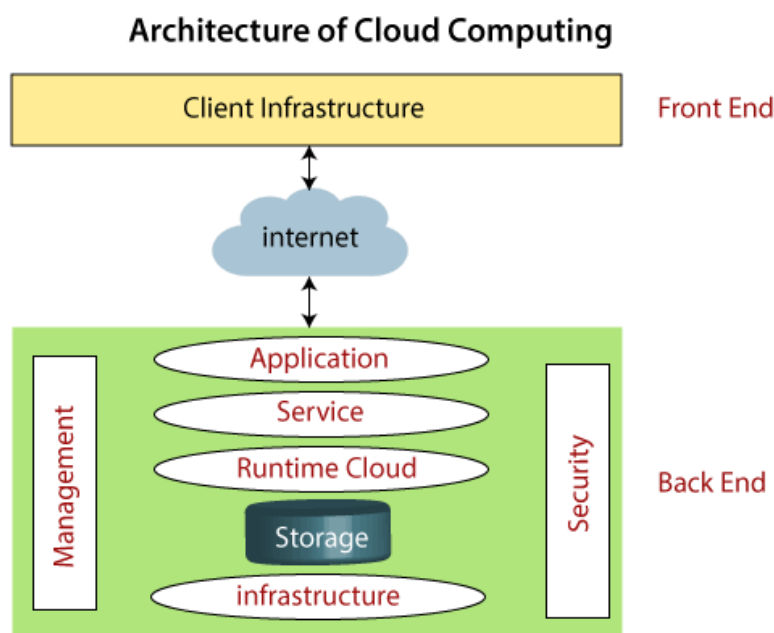 Architecture of Cloud Computing
Client Infrastructure
Front End
internet
Application
Service
Runtime Cloud
Storage
infrastructure
Management
Security
Back End